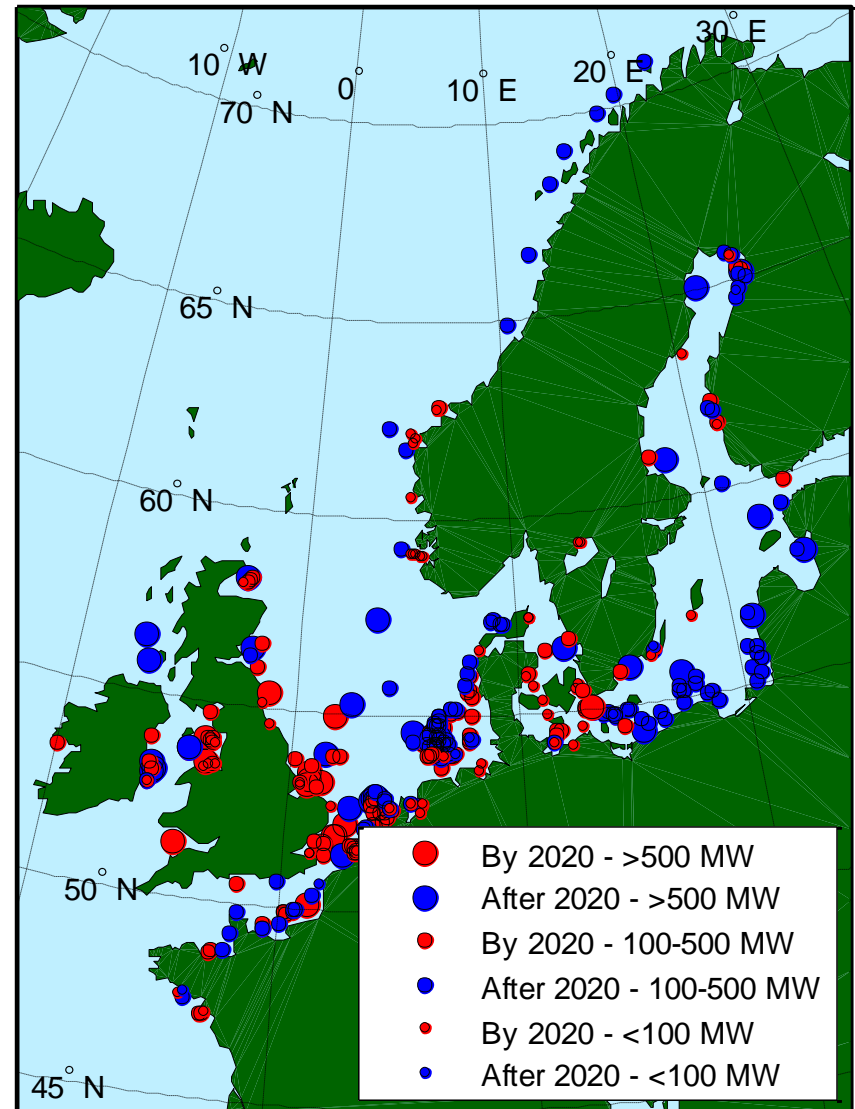 30° E
20° E
10° W
0°
10° E
70° N
65° N
60° N
50° N
45° N
By 2020 - >500 MW
After 2020 - >500 MW
By 2020 - 100-500 MW
After 2020 - 100-500 MW
By 2020 - <100 MW
After 2020 - <100 MW